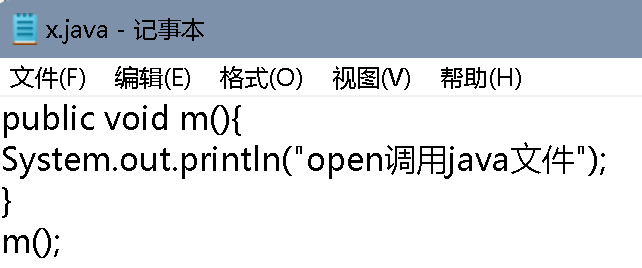 x.java - 记事本
文件(F) 编辑(E) 格式(O) 视图(V) 帮助(H)
public void m(){
System.out.println("open调用java文件");
}
m();